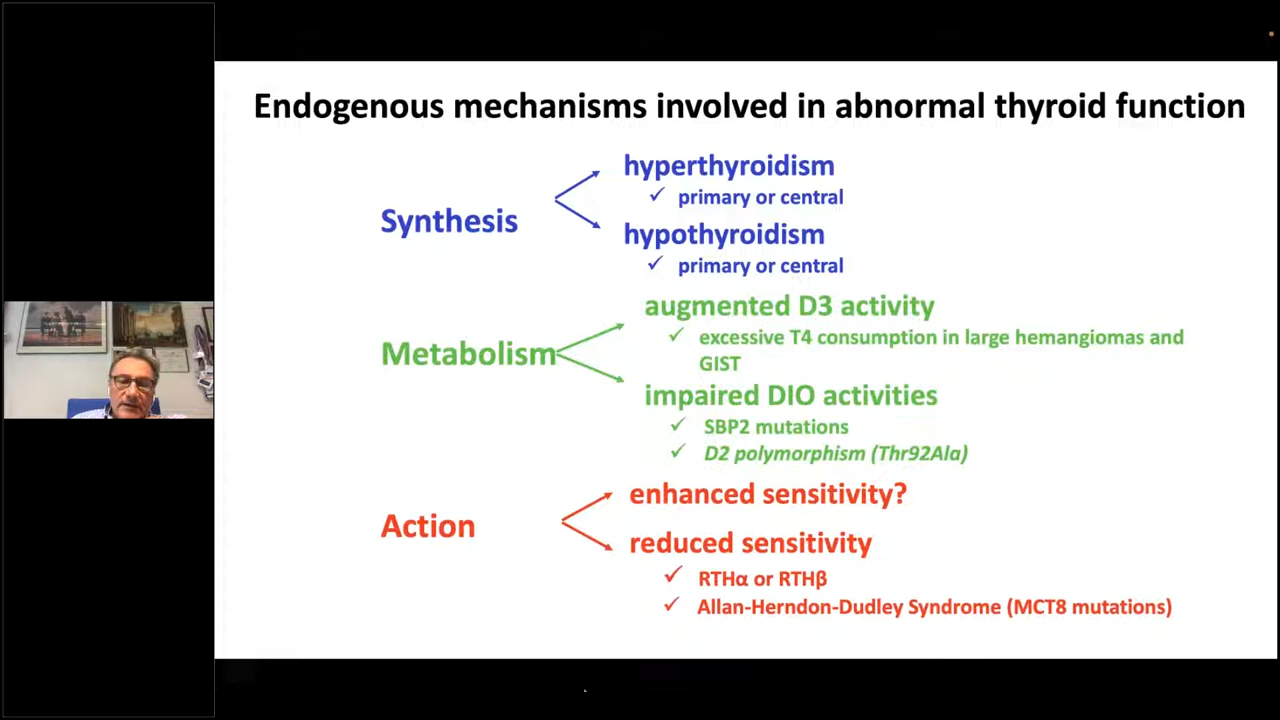 Endogenous mechanisms involved in abnormal thyroid function
Synthesis
hyperthyroidism
✓ primary or central
hypothyroidism
✓ primary or central
Metabolism
augmented D3 activity
✓ excessive T4 consumption in large hemangiomas and
GIST
impaired DIO activities
✓ SBP2 mutations
✓ D2 polymorphism (Thr92Ala)
Action
enhanced sensitivity?
reduced sensitivity
✓ RTHα or RTHβ
✓ Allan-Herndon-Dudley Syndrome (MCT8 mutations)